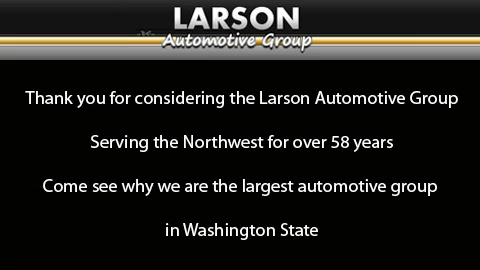 LARSON
Automotive Group
Thank you for considering the Larson Automotive Group
Serving the Northwest for over 58 years
Come see why we are the largest automotive group
in Washington State